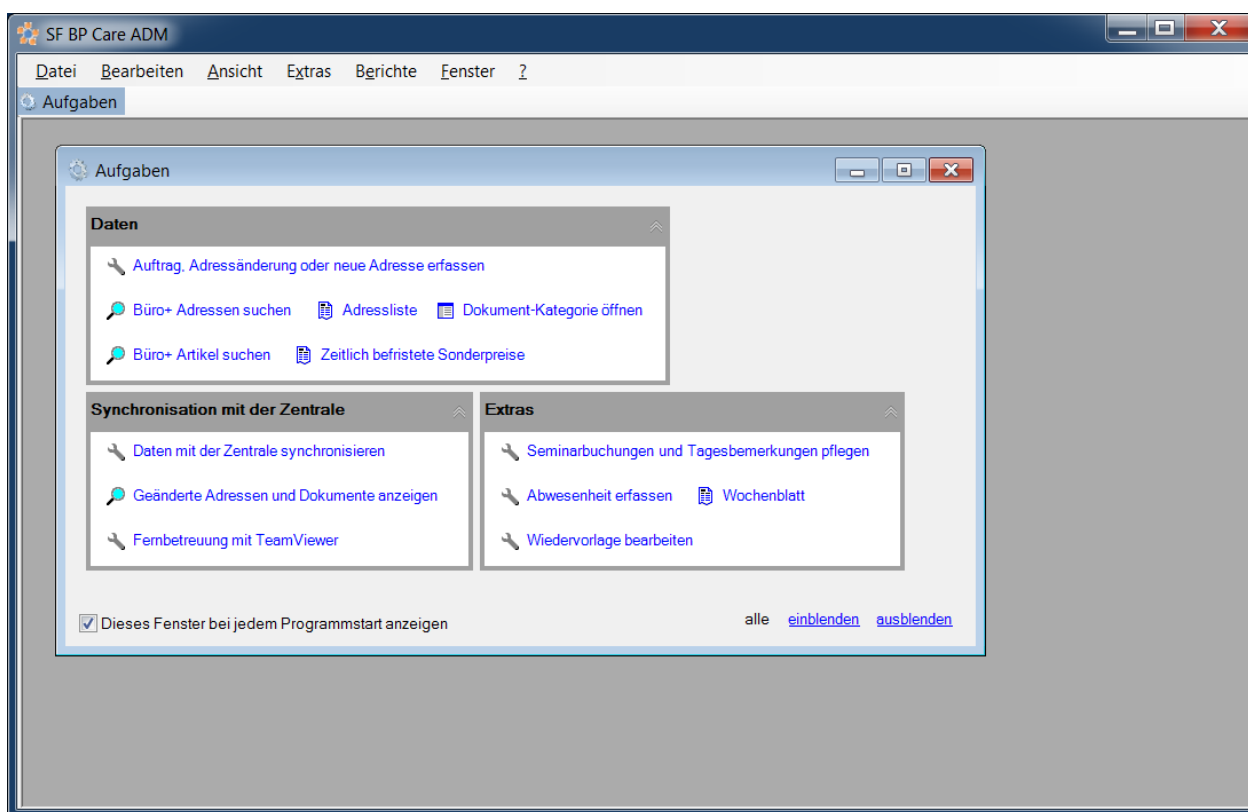 SF BP Care ADM
Datei Bearbeiten Ansicht Extras Berichte Fenster ?
Aufgaben
Aufgaben
Daten
Auftrag, Adressänderung oder neue Adresse erfassen
Büro+ Adressen suchen Adressliste Dokument-Kategorie öffnen
Büro+ Artikel suchen Zeitlich befristete Sonderpreise
Synchronisation mit der Zentrale
Daten mit der Zentrale synchronisieren
Geänderte Adressen und Dokumente anzeigen
Fernbetreuung mit TeamViewer
Extras
Seminarbuchungen und Tagesbemerkungen pflegen
Abwesenheit erfassen Wochenblatt
Wiedervorlage bearbeiten
Dieses Fenster bei jedem Programmstart anzeigen
alle einblenden ausblenden